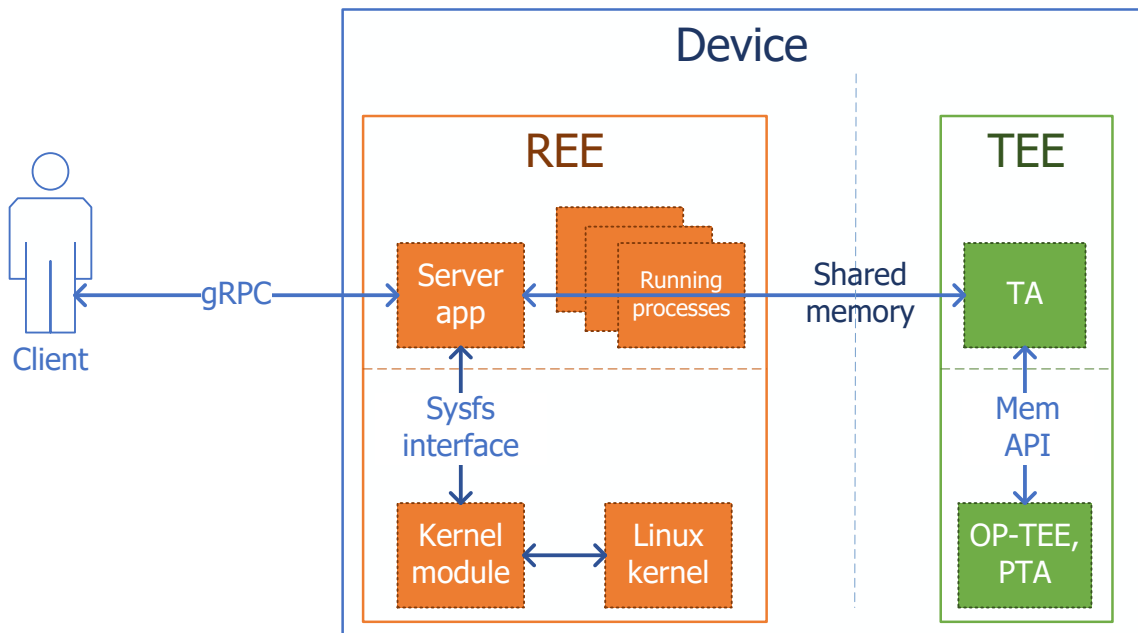 Device
REE
TEE
Client
gRPC
Server
app
Running
processes
Shared
memory
TA
Sysfs
interface
Mem
API
Kernel
module
Linux
kernel
OP-TEE,
PTA